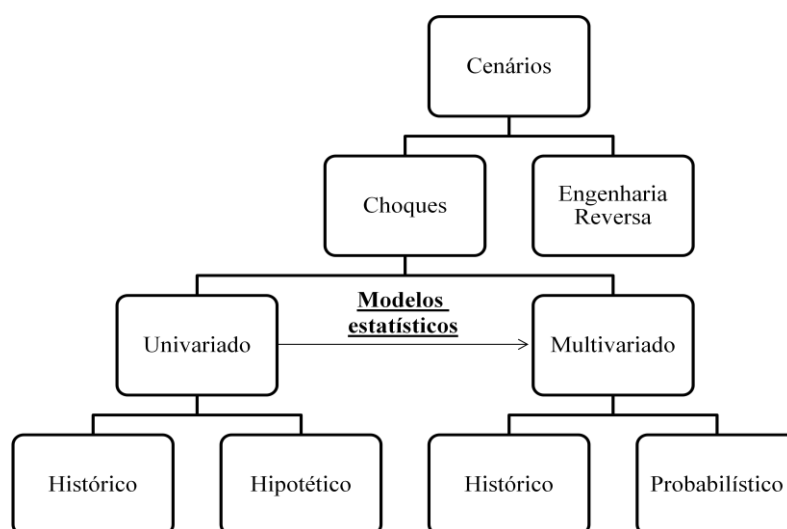 Cenários
Choques
Engenharia
Reversa
Modelos
estatísticos
Univariado
Multivariado
Histórico
Hipotético
Histórico
Probabilístico